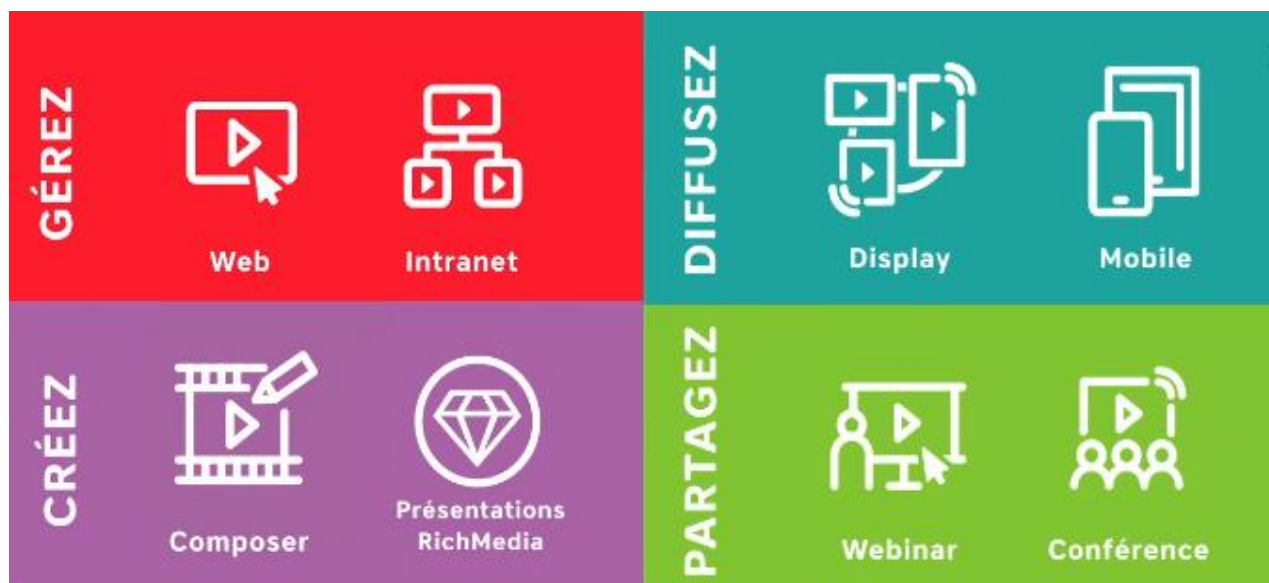 GÉREZ
Web
Intranet
DIFFUSEZ
Display
Mobile
CRÉEZ
Composer
Présentations
RichMedia
PARTAGEZ
Webinar
Conférence